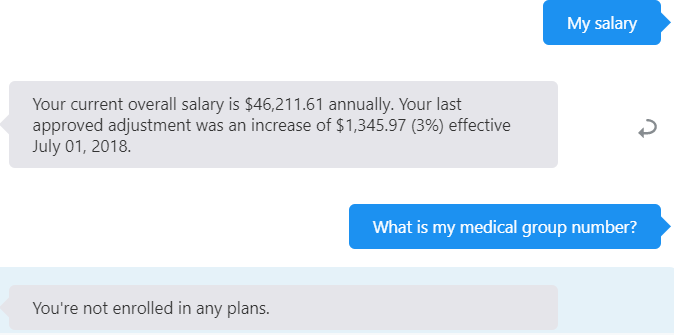 My salary
Your current overall salary is $46,211.61 annually. Your last
approved adjustment was an increase of $1,345.97 (3%) effective
July 01, 2018.
What is my medical group number?
You're not enrolled in any plans.